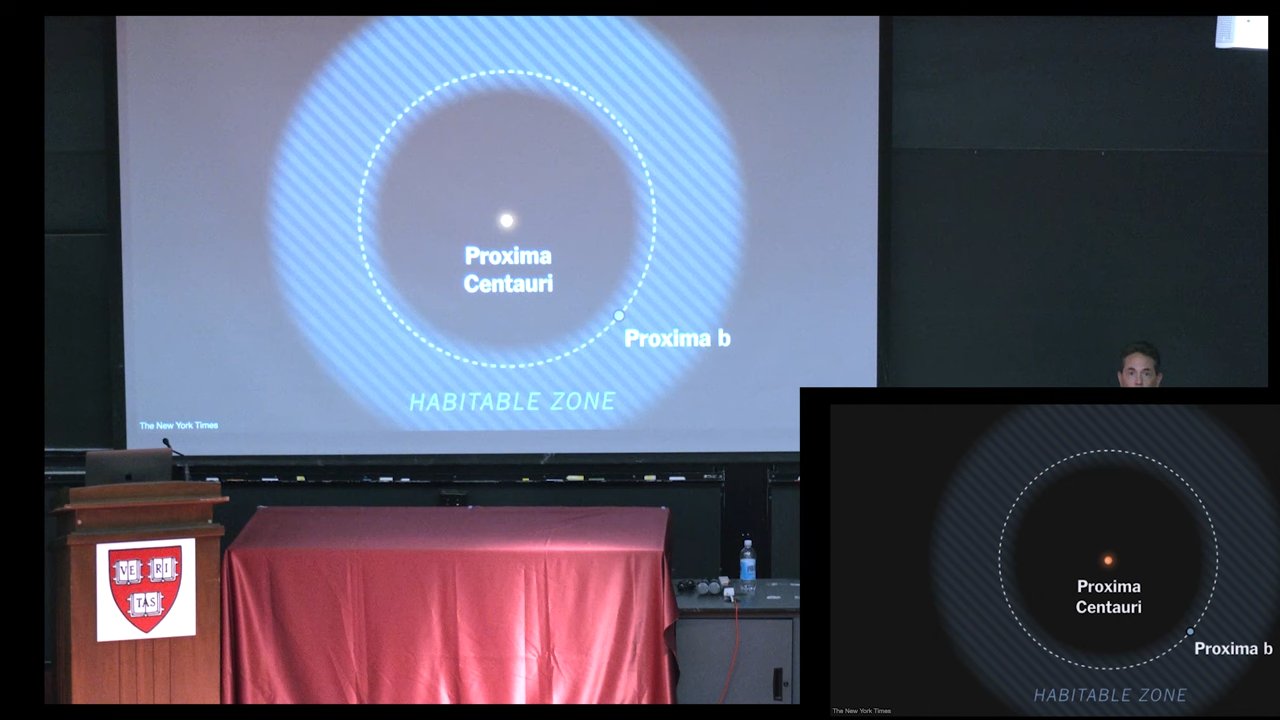 Proxima
Centauri
Proxima b
HABITABLE ZONE
The New York Times
VE RI
TAS
Proxima
Centauri
Proxima b
HABITABLE ZONE
The New York Times